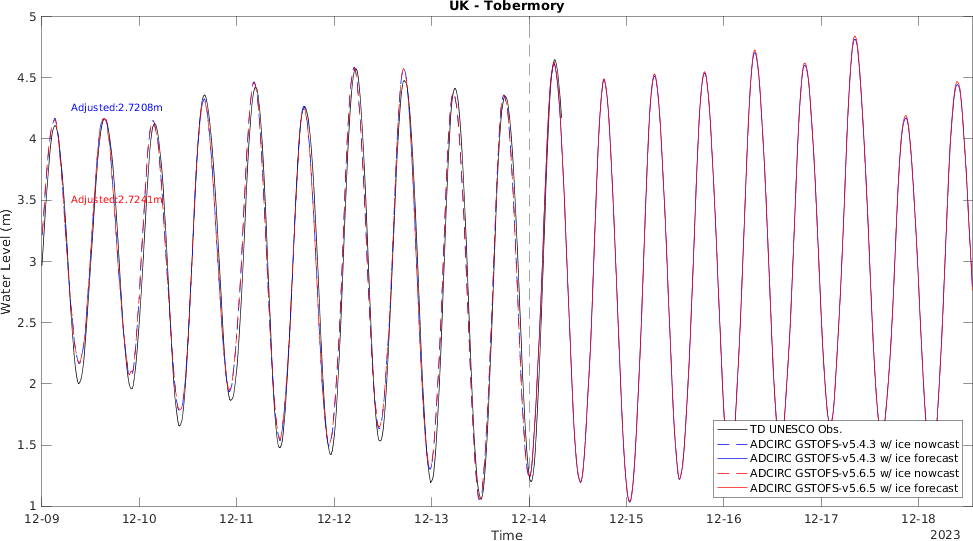 UK - Tobermory
5
4.5
4
3.5
3
2.5
2
1.5
1
Water Level (m)
Adjusted:2.7208m
Adjusted:2.7241m
TD UNESCO Obs.
ADCIRC GSTOFS-v5.4.3 w/ ice nowcast
ADCIRC GSTOFS-v5.4.3 w/ ice forecast
ADCIRC GSTOFS-v5.6.5 w/ ice nowcast
ADCIRC GSTOFS-v5.6.5 w/ ice forecast
12-09 12-10 12-11 12-12 12-13 12-14 12-15 12-16 12-17 12-18
Time
2023